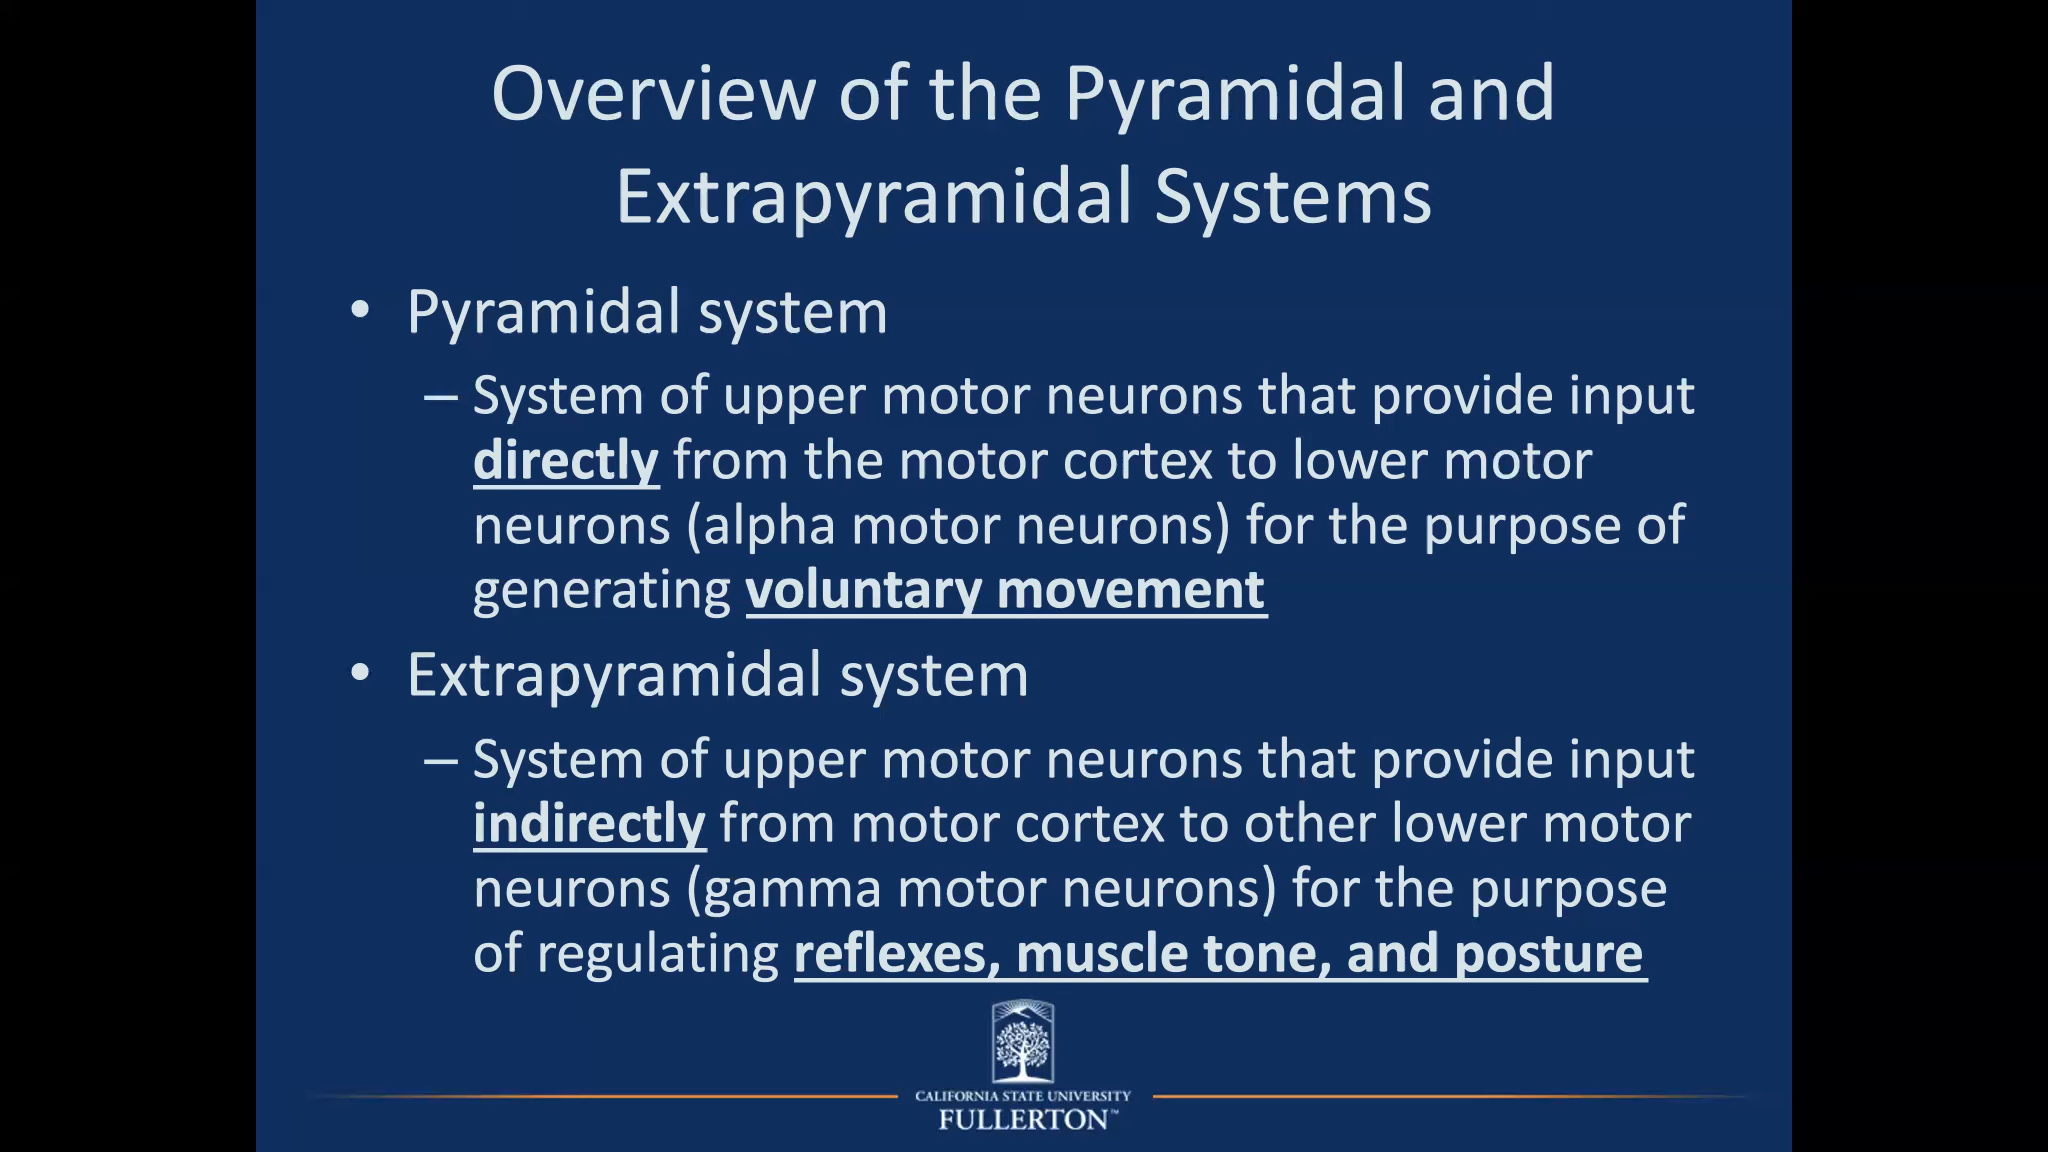 Overview of the Pyramidal and
Extrapyramidal Systems
• Pyramidal system
– System of upper motor neurons that provide input
directly from the motor cortex to lower motor
neurons (alpha motor neurons) for the purpose of
generating voluntary movement
• Extrapyramidal system
– System of upper motor neurons that provide input
indirectly from motor cortex to other lower motor
neurons (gamma motor neurons) for the purpose
of regulating reflexes, muscle tone, and posture
CALIFORNIA STATE UNIVERSITY
FULLERTON™